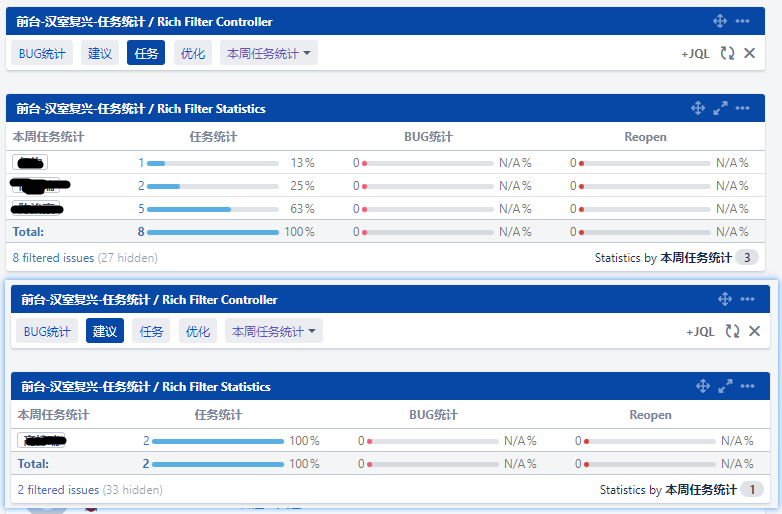 前台-汉室复兴-任务统计 / Rich Filter Controller
BUG统计 建议 任务 优化 本周任务统计 +JQL
前台-汉室复兴-任务统计 / Rich Filter Statistics
本周任务统计 任务统计 BUG统计 Reopen
1 13% 0 N/A% 0 N/A%
2 25% 0 N/A% 0 N/A%
5 63% 0 N/A% 0 N/A%
Total: 8 100% 0 N/A% 0 N/A%
8 filtered issues (27 hidden) Statistics by 本周任务统计 3
前台-汉室复兴-任务统计 / Rich Filter Controller
BUG统计 建议 任务 优化 本周任务统计 +JQL
前台-汉室复兴-任务统计 / Rich Filter Statistics
本周任务统计 任务统计 BUG统计 Reopen
2 100% 0 N/A% 0 N/A%
Total: 2 100% 0 N/A% 0 N/A%
2 filtered issues (33 hidden) Statistics by 本周任务统计 1